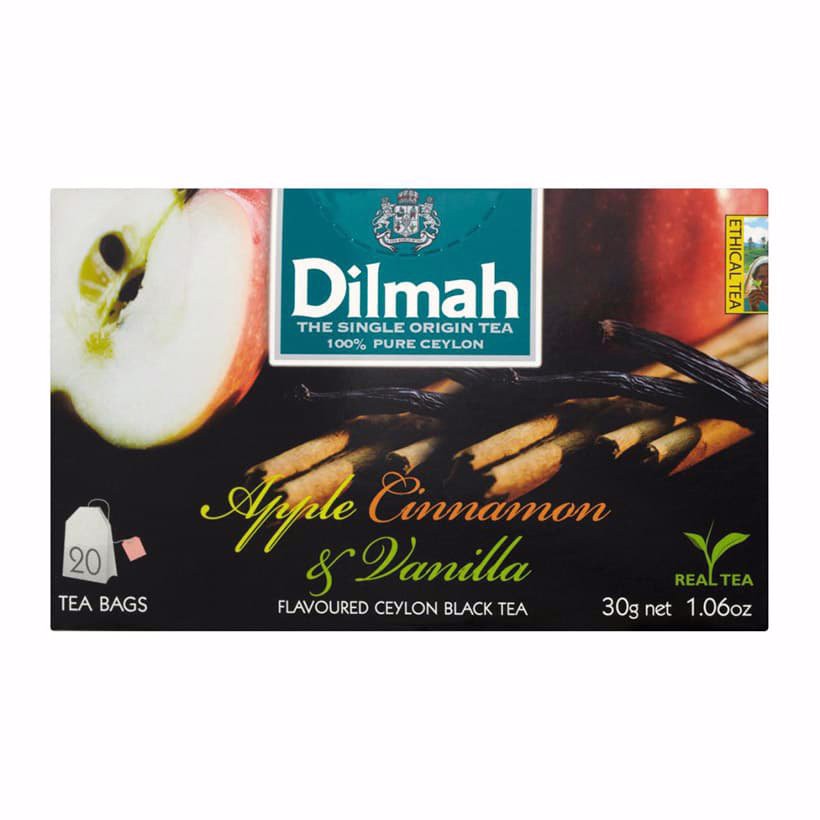 Dilmah
THE SINGLE ORIGIN TEA
100% PURE CEYLON
ETHICAL TEA
Apple Cinnamon
& Vanilla
FLAVOURED CEYLON BLACK TEA
20
TEA BAGS
REAL TEA
30g net 1.06oz